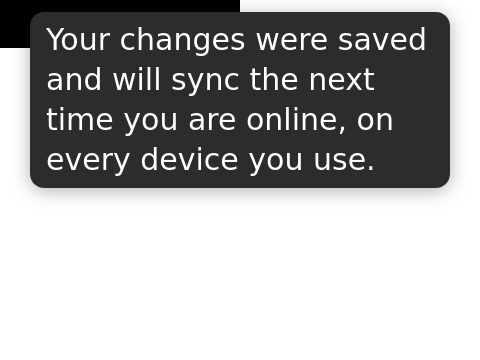 Your changes were saved
and will sync the next
time you are online, on
every device you use.